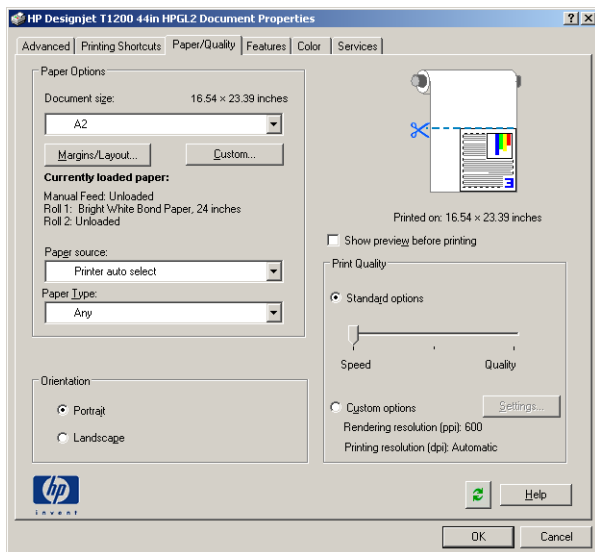 HP Designjet T1200 44in HPGL2 Document Properties
Advanced Printing Shortcuts Paper/Quality Features Color Services
Paper Options
Document size: 16.54 × 23.39 inches
A2
Margins/Layout... Custom...
Currently loaded paper:
Manual Feed: Unloaded
Roll 1: Bright White Bond Paper, 24 inches
Roll 2: Unloaded
Paper source:
Printer auto select
Paper Type:
Any
Orientation
Portrait
Landscape
3
Printed on: 16.54 × 23.39 inches
Show preview before printing
Print Quality
Standard options
Speed Quality
Custom options Settings...
Rendering resolution (ppi): 600
Printing resolution (dpi): Automatic
hp
invent
Help
OK Cancel